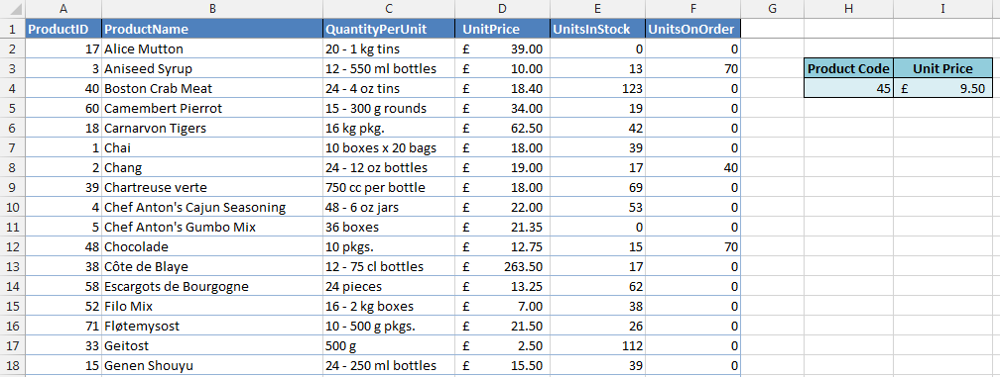 A B C D E F G H I
1 ProductID ProductName QuantityPerUnit UnitPrice UnitsInStock UnitsOnOrder
2 17 Alice Mutton 20 - 1 kg tins £ 39.00 0 0
3 3 Aniseed Syrup 12 - 550 ml bottles £ 10.00 13 70 Product Code Unit Price
4 40 Boston Crab Meat 24 - 4 oz tins £ 18.40 123 0 45 £ 9.50
5 60 Camembert Pierrot 15 - 300 g rounds £ 34.00 19 0
6 18 Carnarvon Tigers 16 kg pkg. £ 62.50 42 0
7 1 Chai 10 boxes x 20 bags £ 18.00 39 0
8 2 Chang 24 - 12 oz bottles £ 19.00 17 40
9 39 Chartreuse verte 750 cc per bottle £ 18.00 69 0
10 4 Chef Anton's Cajun Seasoning 48 - 6 oz jars £ 22.00 53 0
11 5 Chef Anton's Gumbo Mix 36 boxes £ 21.35 0 0
12 48 Chocolade 10 pkgs. £ 12.75 15 70
13 38 Côte de Blaye 12 - 75 cl bottles £ 263.50 17 0
14 58 Escargots de Bourgogne 24 pieces £ 13.25 62 0
15 52 Filo Mix 16 - 2 kg boxes £ 7.00 38 0
16 71 Fløtemysost 10 - 500 g pkgs. £ 21.50 26 0
17 33 Geitost 500 g £ 2.50 112 0
18 15 Genen Shouyu 24 - 250 ml bottles £ 15.50 39 0